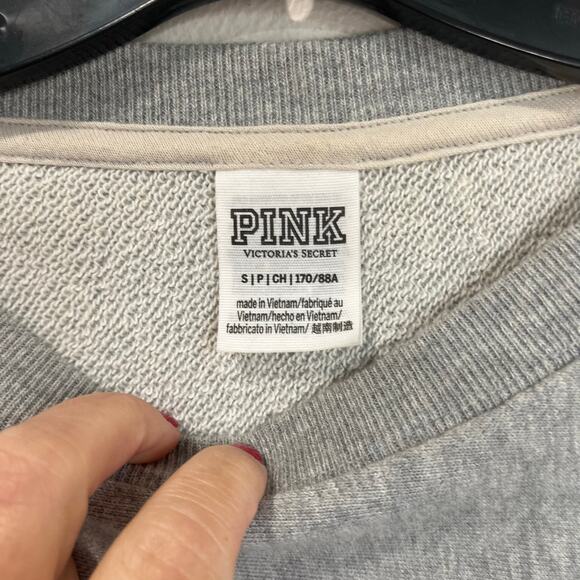 PINK
VICTORIA'S SECRET
S|P|CH|170/88A
made in Vietnam/fabriqué au
Vietnam/hecho en Vietnam/
fabbricato in Vietnam/ 越南制造